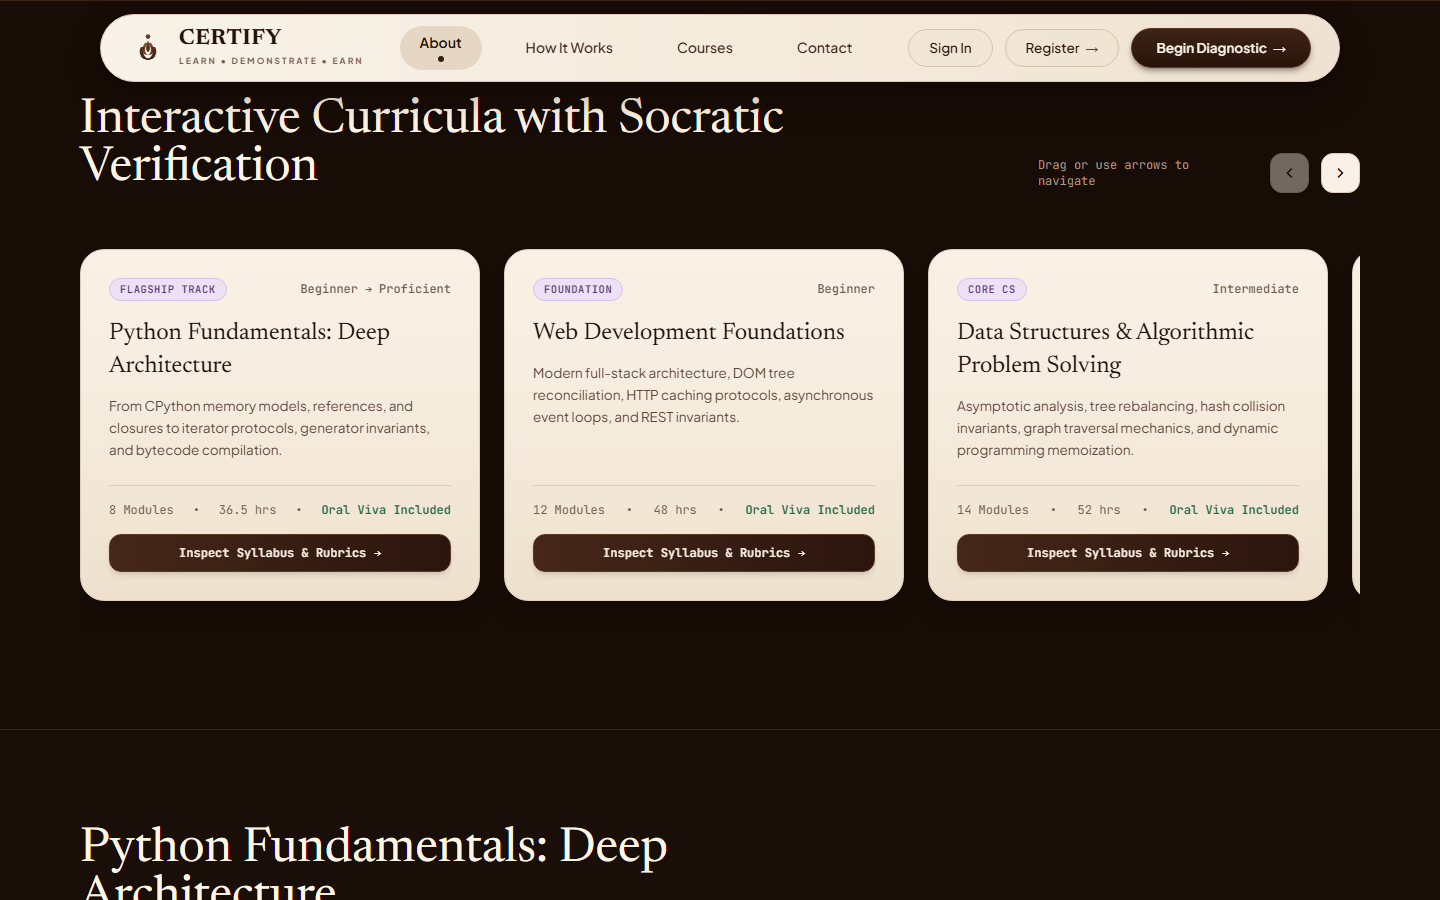 CERTIFY
LEARN • DEMONSTRATE • EARN
About
How It Works
Courses
Contact
Sign In
Register →
Begin Diagnostic →
Interactive Curricula with Socratic
Verification
Drag or use arrows to
navigate
FLAGSHIP TRACK
Beginner → Proficient
Python Fundamentals: Deep
Architecture
From CPython memory models, references, and
closures to iterator protocols, generator invariants,
and bytecode compilation.
8 Modules • 36.5 hrs • Oral Viva Included
Inspect Syllabus & Rubrics →
FOUNDATION
Beginner
Web Development Foundations
Modern full-stack architecture, DOM tree
reconciliation, HTTP caching protocols, asynchronous
event loops, and REST invariants.
12 Modules • 48 hrs • Oral Viva Included
Inspect Syllabus & Rubrics →
CORE CS
Intermediate
Data Structures & Algorithmic
Problem Solving
Asymptotic analysis, tree rebalancing, hash collision
invariants, graph traversal mechanics, and dynamic
programming memoization.
14 Modules • 52 hrs • Oral Viva Included
Inspect Syllabus & Rubrics →
Python Fundamentals: Deep
Architecture